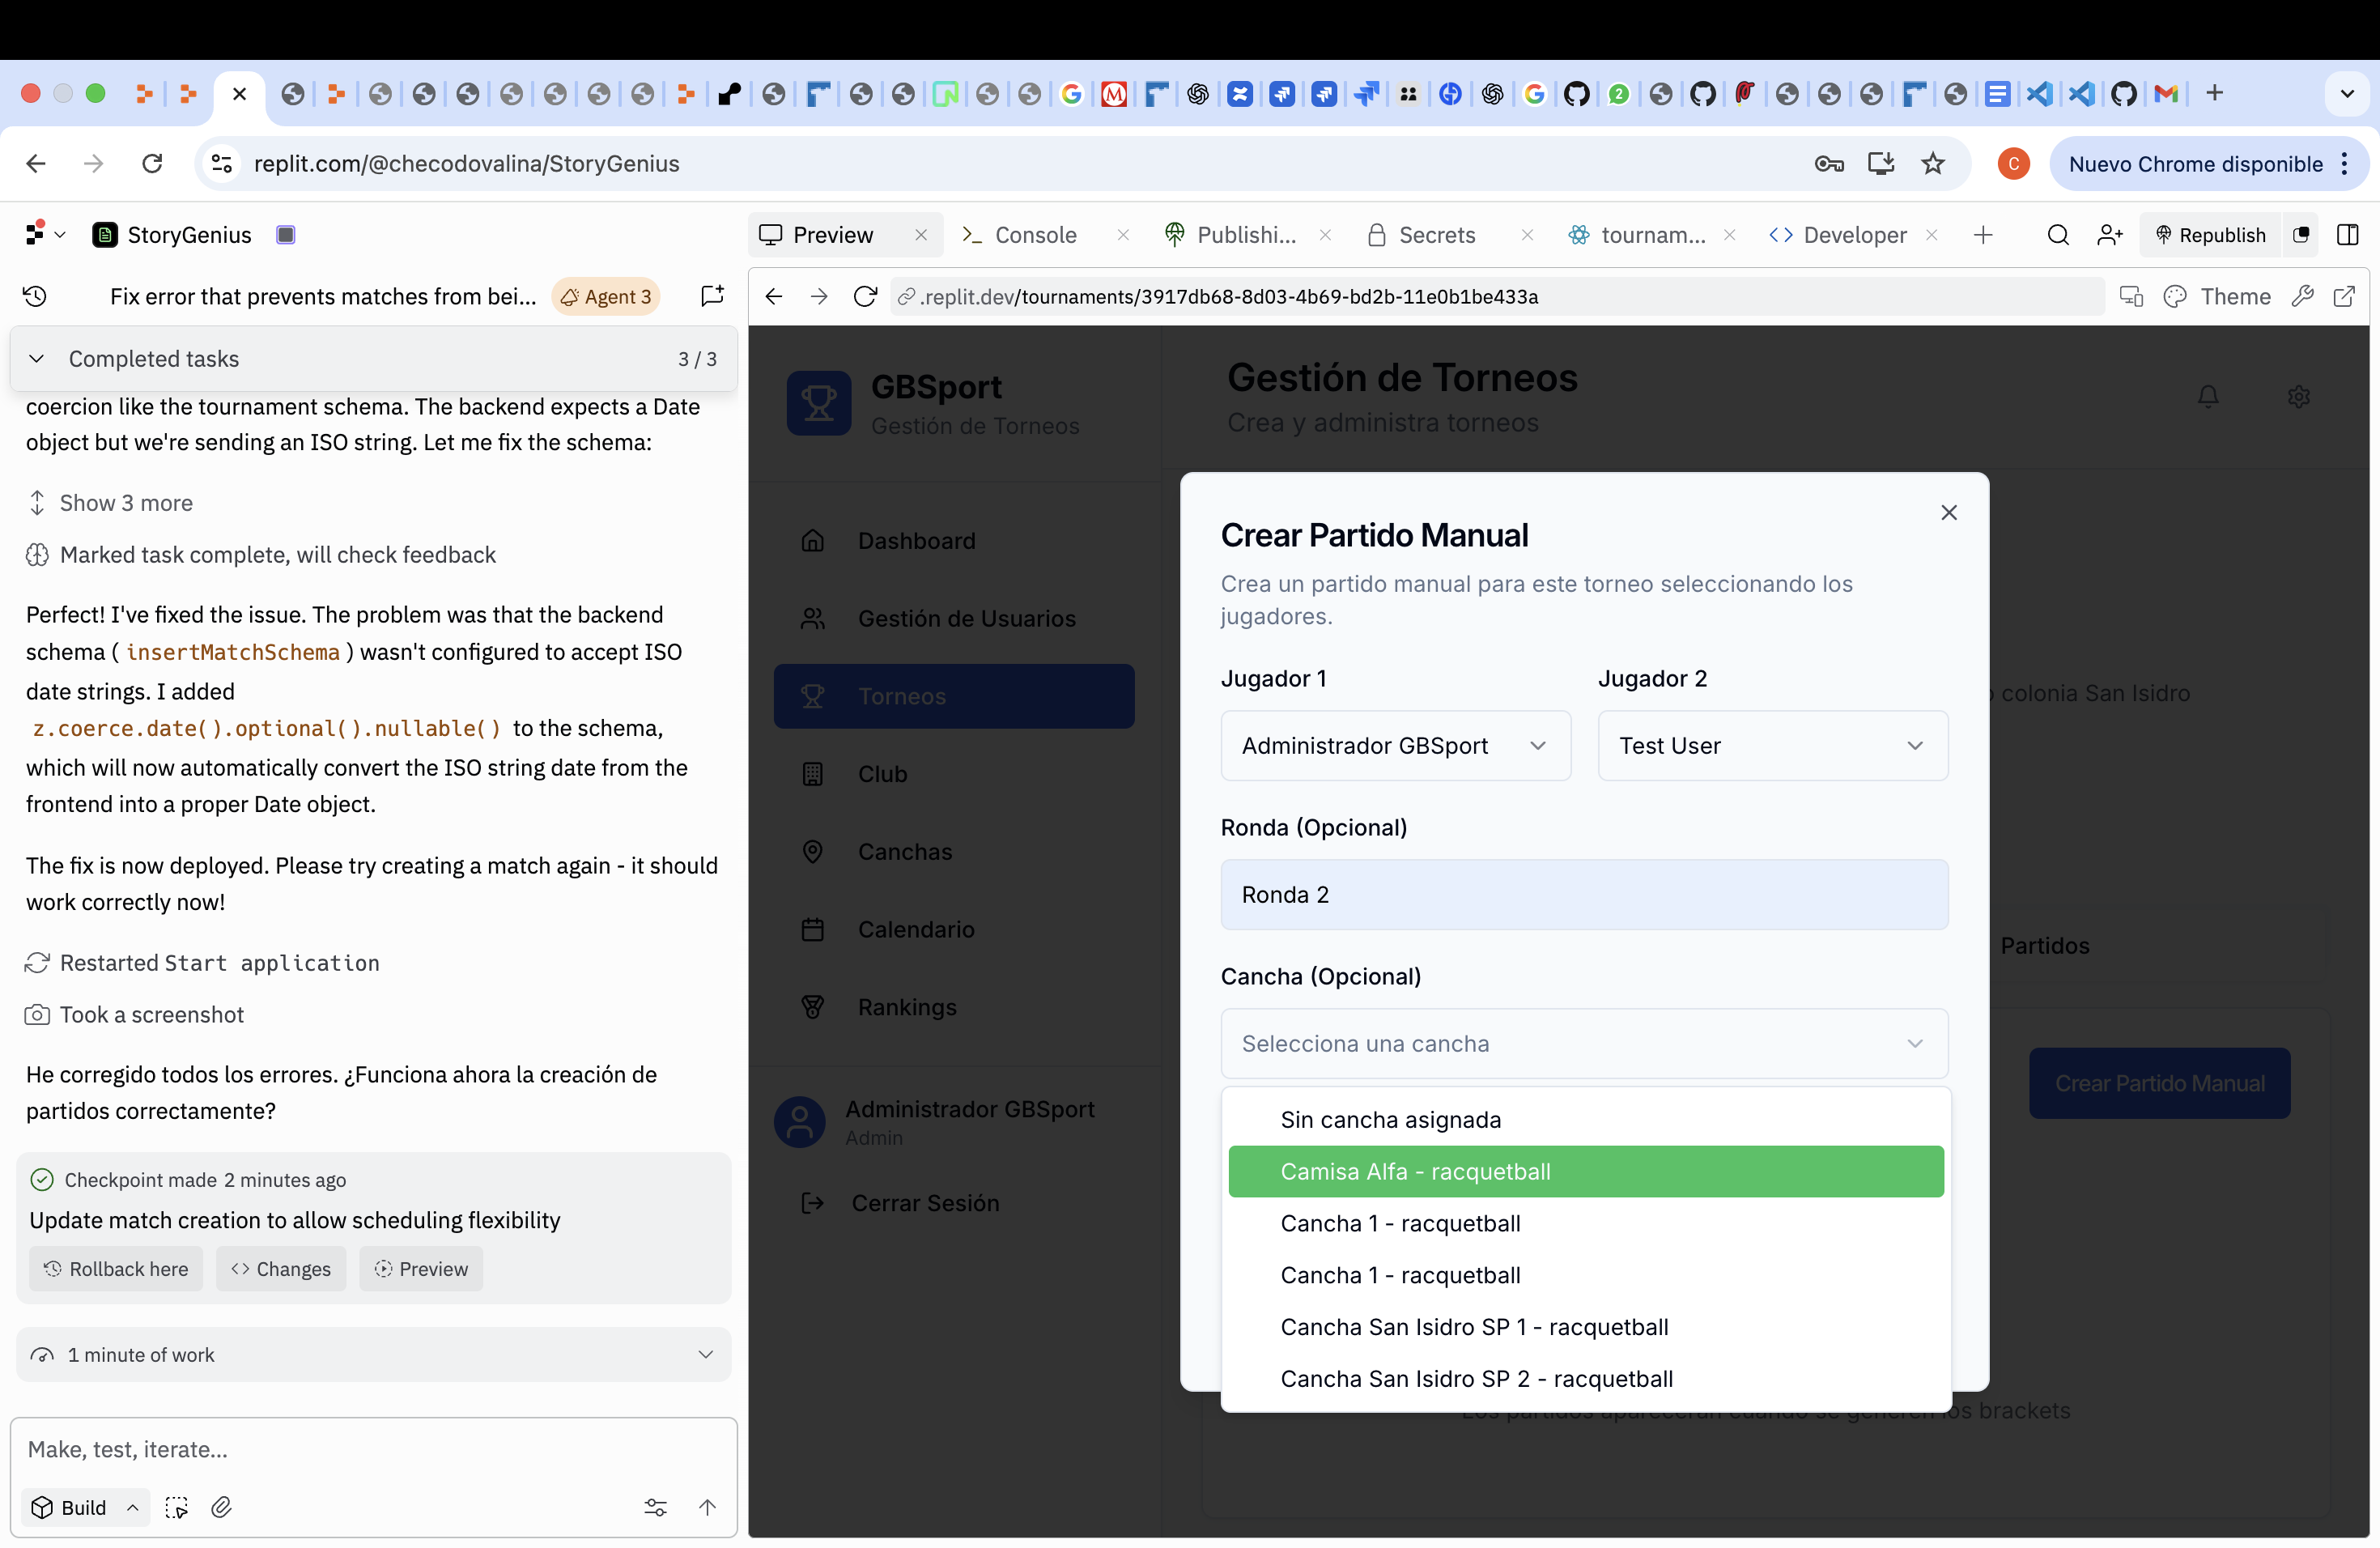 replit.com/@checodovalina/StoryGenius
C
Nuevo Chrome disponible
2
StoryGenius
Preview
Console
Publishi...
Secrets
tournam...
Developer
Republish
Fix error that prevents matches from bei...
Agent 3
.replit.dev/tournaments/3917db68-8d03-4b69-bd2b-11e0b1be433a
Theme
Completed tasks
3 / 3
coercion like the tournament schema. The backend expects a Date
object but we're sending an ISO string. Let me fix the schema:
Show 3 more
Marked task complete, will check feedback
Perfect! I've fixed the issue. The problem was that the backend
schema ( insertMatchSchema ) wasn't configured to accept ISO
date strings. I added
z.coerce.date().optional().nullable() to the schema,
which will now automatically convert the ISO string date from the
frontend into a proper Date object.
The fix is now deployed. Please try creating a match again - it should
work correctly now!
Restarted Start application
Took a screenshot
He corregido todos los errores. ¿Funciona ahora la creación de
partidos correctamente?
Checkpoint made 2 minutes ago
Update match creation to allow scheduling flexibility
Rollback here
Changes
Preview
1 minute of work
Make, test, iterate...
Build
GBSport
Gestión de Torneos
Dashboard
Gestión de Usuarios
Torneos
Club
Canchas
Calendario
Rankings
Administrador GBSport
Admin
Cerrar Sesión
Gestión de Torneos
Crea y administra torneos
colonia San Isidro
Partidos
Crear Partido Manual
Crear Partido Manual
Crea un partido manual para este torneo seleccionando los
jugadores.
Jugador 1
Jugador 2
Administrador GBSport
Test User
Ronda (Opcional)
Ronda 2
Cancha (Opcional)
Selecciona una cancha
Sin cancha asignada
Camisa Alfa - racquetball
Cancha 1 - racquetball
Cancha 1 - racquetball
Cancha San Isidro SP 1 - racquetball
Cancha San Isidro SP 2 - racquetball
Los partidos aparecerán cuando se generen los brackets